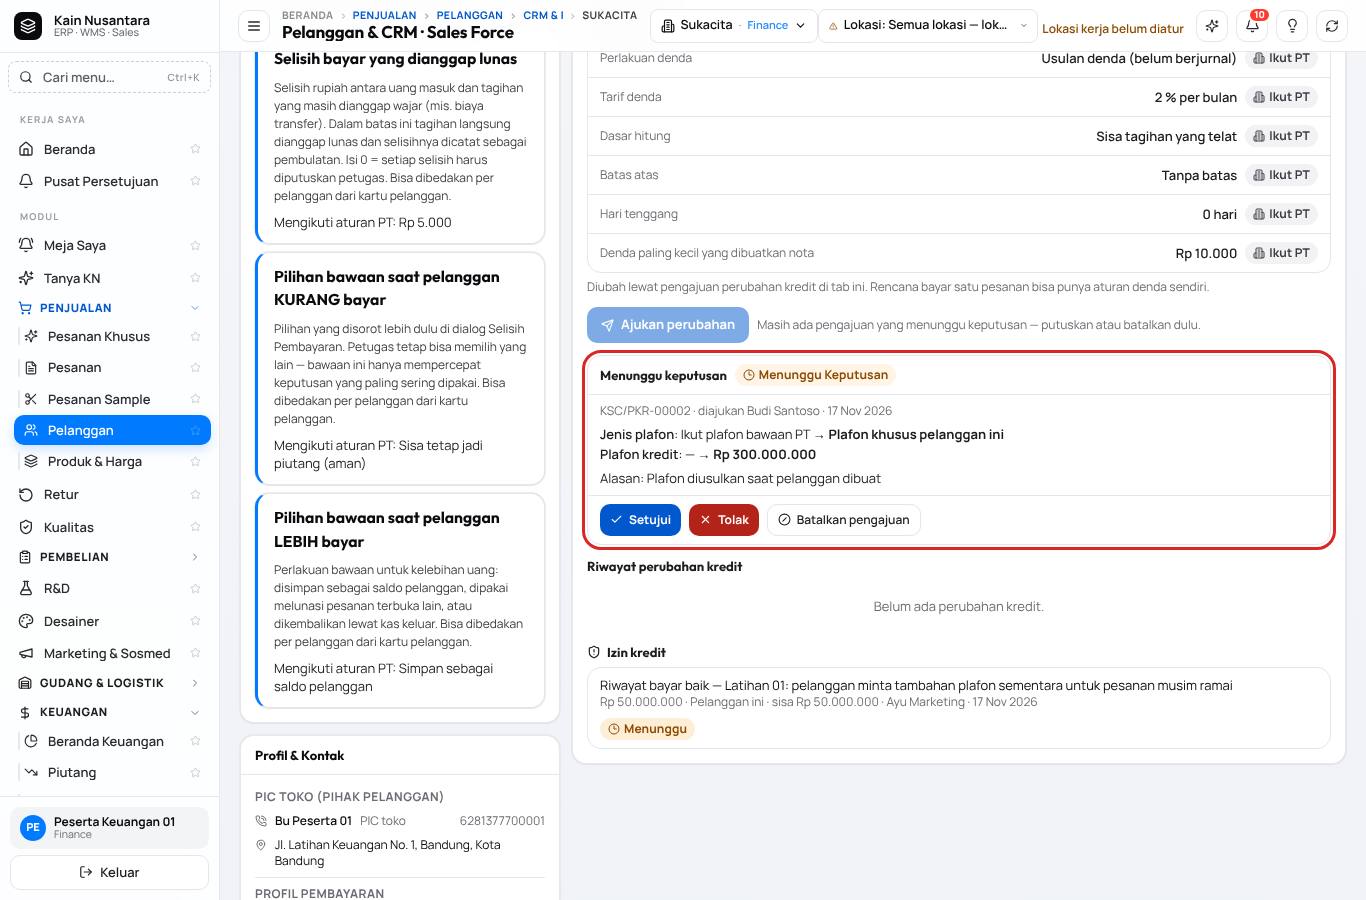 Kain Nusantara
ERP · WMS · Sales
Cari menu...
Ctrl+K
KERJA SAYA
Beranda
Pusat Persetujuan
MODUL
Meja Saya
Tanya KN
PENJUALAN
Pesanan Khusus
Pesanan
Pesanan Sample
Pelanggan
Produk & Harga
Retur
Kualitas
PEMBELIAN
R&D
Desainer
Marketing & Sosmed
GUDANG & LOGISTIK
KEUANGAN
Beranda Keuangan
Piutang
PE
Peserta Keuangan 01
Finance
Keluar
BERANDA › PENJUALAN › PELANGGAN › CRM & I › SUKACITA
Pelanggan & CRM · Sales Force
Sukacita · Finance
Lokasi: Semua lokasi — lok...
Lokasi kerja belum diatur
10
Selisih bayar yang dianggap lunas
Selisih rupiah antara uang masuk dan tagihan
yang masih dianggap wajar (mis. biaya
transfer). Dalam batas ini tagihan langsung
dianggap lunas dan selisihnya dicatat sebagai
pembulatan. Isi 0 = setiap selisih harus
diputuskan petugas. Bisa dibedakan per
pelanggan dari kartu pelanggan.
Mengikuti aturan PT: Rp 5.000
Pilihan bawaan saat pelanggan
KURANG bayar
Pilihan yang disorot lebih dulu di dialog Selisih
Pembayaran. Petugas tetap bisa memilih yang
lain — bawaan ini hanya mempercepat
keputusan yang paling sering dipakai. Bisa
dibedakan per pelanggan dari kartu
pelanggan.
Mengikuti aturan PT: Sisa tetap jadi
piutang (aman)
Pilihan bawaan saat pelanggan
LEBIH bayar
Perlakuan bawaan untuk kelebihan uang:
disimpan sebagai saldo pelanggan, dipakai
melunasi pesanan terbuka lain, atau
dikembalikan lewat kas keluar. Bisa dibedakan
per pelanggan dari kartu pelanggan.
Mengikuti aturan PT: Simpan sebagai
saldo pelanggan
Profil & Kontak
PIC TOKO (PIHAK PELANGGAN)
Bu Peserta 01 PIC toko 6281377700001
Jl. Latihan Keuangan No. 1, Bandung, Kota
Bandung
PROFIL PEMBAYARAN
Perlakuan denda Usulan denda (belum berjurnal) Ikut PT
Tarif denda 2 % per bulan Ikut PT
Dasar hitung Sisa tagihan yang telat Ikut PT
Batas atas Tanpa batas Ikut PT
Hari tenggang 0 hari Ikut PT
Denda paling kecil yang dibuatkan nota Rp 10.000 Ikut PT
Diubah lewat pengajuan perubahan kredit di tab ini. Rencana bayar satu pesanan bisa punya aturan denda sendiri.
Ajukan perubahan Masih ada pengajuan yang menunggu keputusan — putuskan atau batalkan dulu.
Menunggu keputusan Menunggu Keputusan
KSC/PKR-00002 · diajukan Budi Santoso · 17 Nov 2026
Jenis plafon: Ikut plafon bawaan PT → Plafon khusus pelanggan ini
Plafon kredit: — → Rp 300.000.000
Alasan: Plafon diusulkan saat pelanggan dibuat
Setujui Tolak Batalkan pengajuan
Riwayat perubahan kredit
Belum ada perubahan kredit.
Izin kredit
Riwayat bayar baik — Latihan 01: pelanggan minta tambahan plafon sementara untuk pesanan musim ramai
Rp 50.000.000 · Pelanggan ini · sisa Rp 50.000.000 · Ayu Marketing · 17 Nov 2026
Menunggu